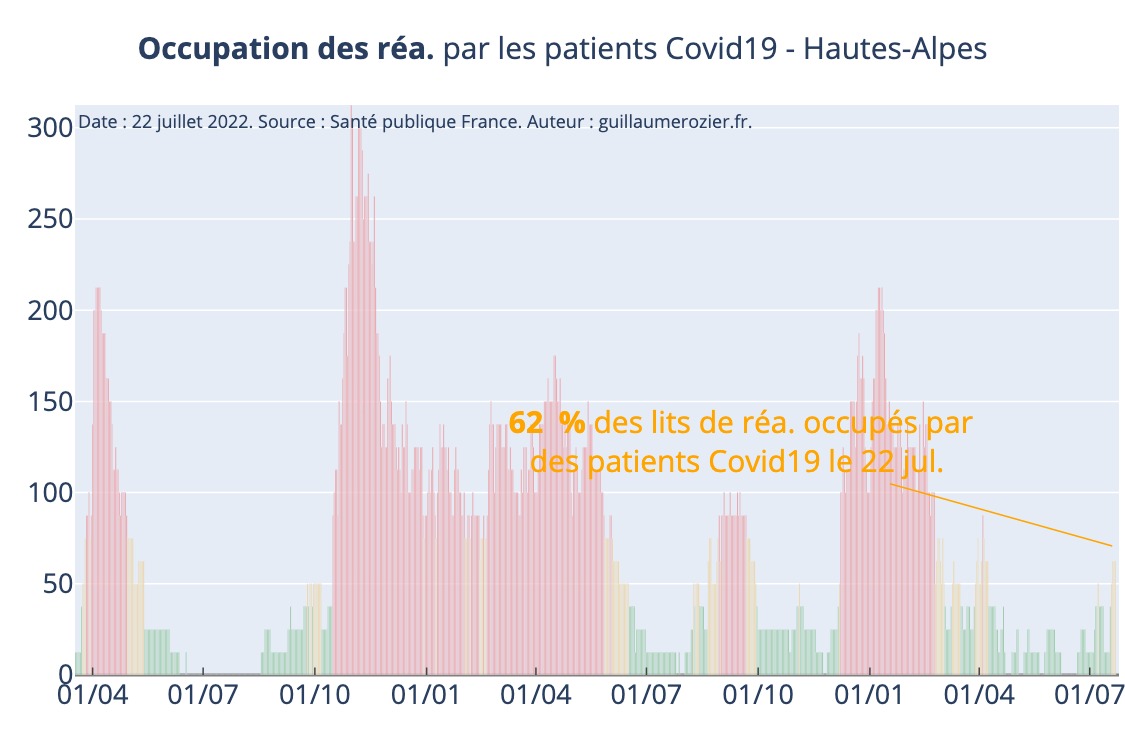 Occupation des réa. par les patients Covid19 - Hautes-Alpes
Date : 22 juillet 2022. Source : Santé publique France. Auteur : guillaumerozier.fr.
300
250
200
150
100
50
0
62 % des lits de réa. occupés par
des patients Covid19 le 22 jul.
01/04 01/07 01/10 01/01 01/04 01/07 01/10 01/01 01/04 01/07